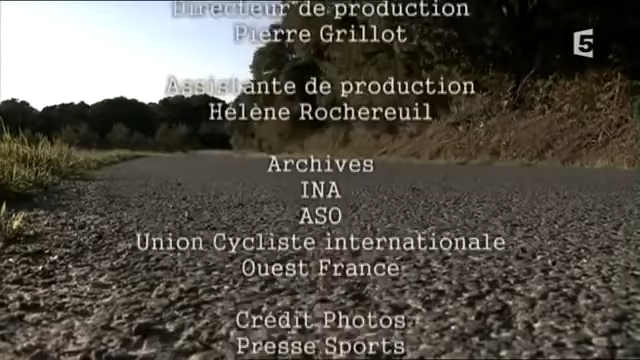 Directeur de production
Pierre Grillot
5
Assistante de production
Hélène Rochereuil
Archives
INA
ASO
Union Cycliste internationale
Ouest France
Crédit Photos
Presse Sports